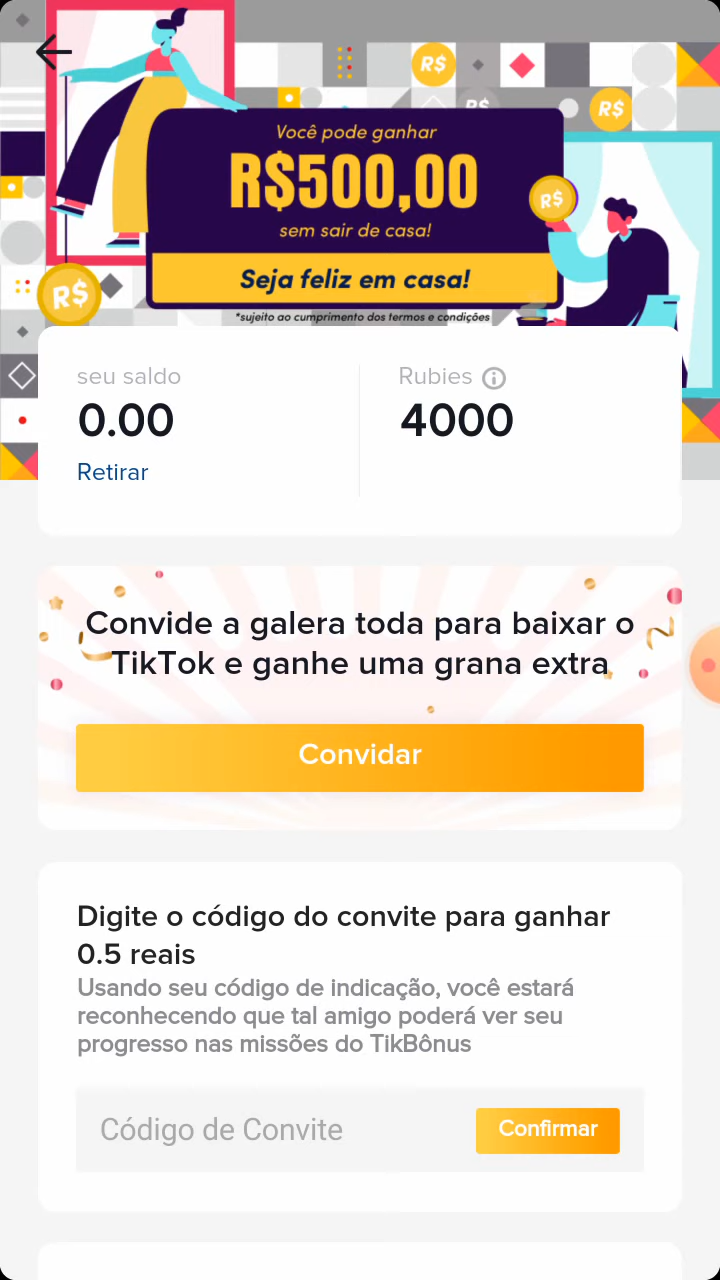 R$
R$
R$
Você pode ganhar
R$500,00
R$
sem sair de casa!
Seja feliz em casa!
R$
*sujeito ao cumprimento dos termos e condições
seu saldo
Rubies
0.00
4000
Retirar
Convide a galera toda para baixar o
TikTok e ganhe uma grana extra
Convidar
Digite o código do convite para ganhar
0.5 reais
Usando seu código de indicação, você estará
reconhecendo que tal amigo poderá ver seu
progresso nas missões do TikBônus
Código de Convite
Confirmar